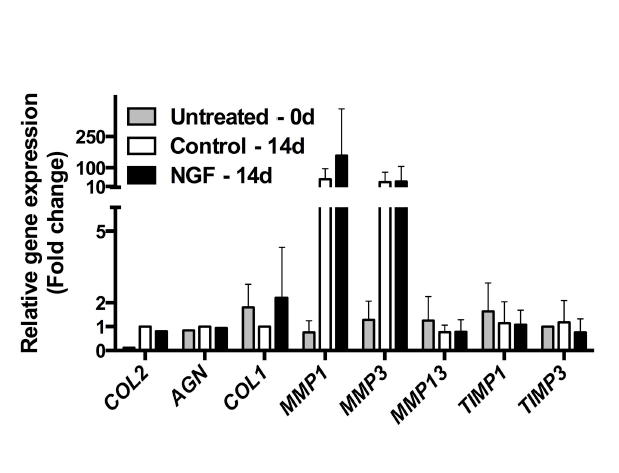 Relative gene expression
(Fold change)
250
100
10
5
2
1
0
Untreated - 0d
Control - 14d
NGF - 14d
COL2
AGN
COL1
MMP1
MMP3
MMP13
TIMP1
TIMP3